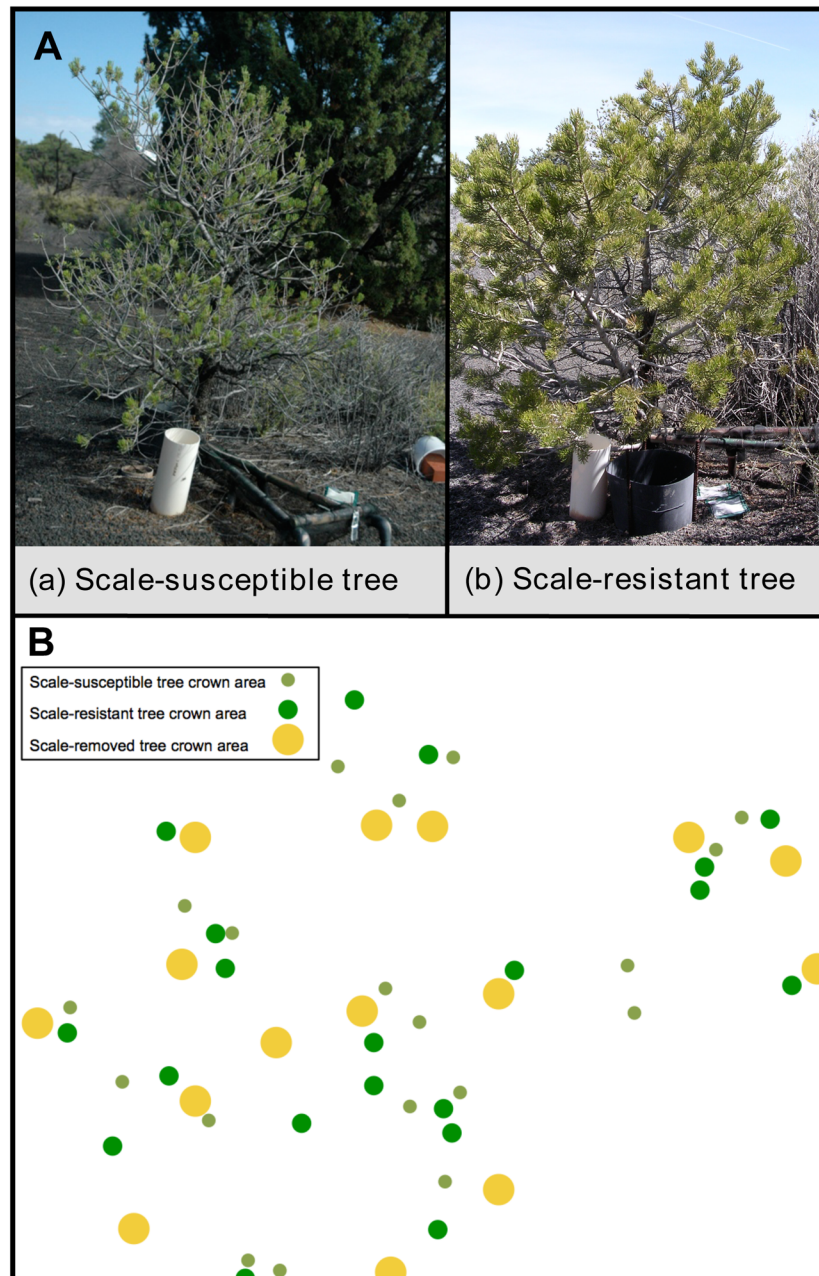 A
(a) Scale-susceptible tree
(b) Scale-resistant tree
B
Scale-susceptible tree crown area
Scale-resistant tree crown area
Scale-removed tree crown area